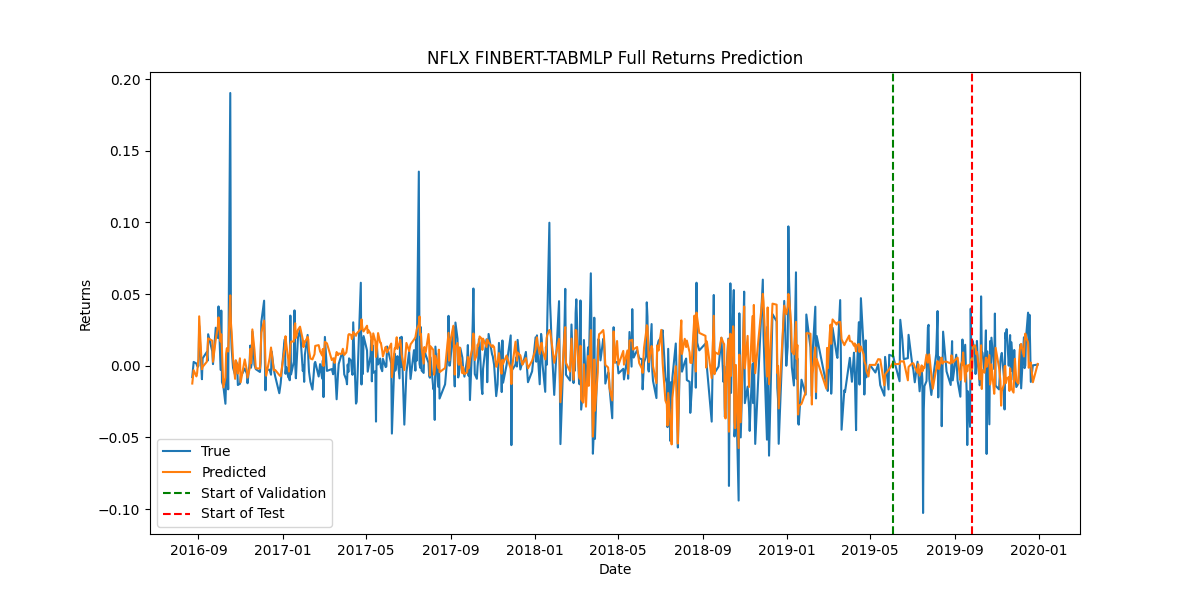 NFLX FINBERT-TABMLP Full Returns Prediction
0.20
0.15
0.10
0.05
0.00
−0.05
−0.10
Returns
True
Predicted
Start of Validation
Start of Test
2016-09 2017-01 2017-05 2017-09 2018-01 2018-05 2018-09 2019-01 2019-05 2019-09 2020-01
Date